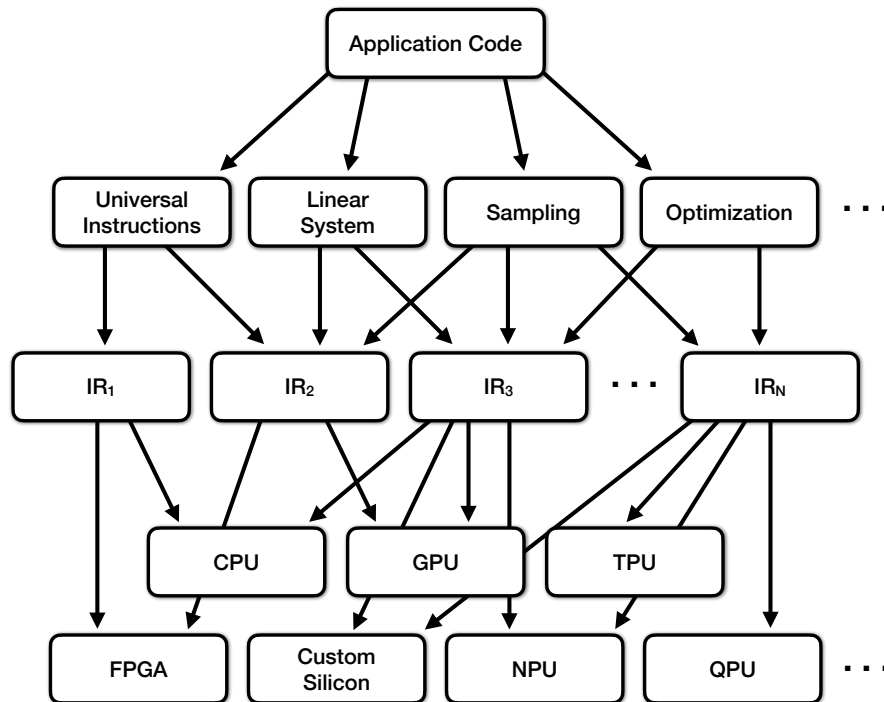 Application Code
Universal
Instructions
Linear
System
Sampling
Optimization
. . .
IR₁
IR₂
IR₃
. . .
IR_N
CPU
GPU
TPU
FPGA
Custom
Silicon
NPU
QPU
. . .